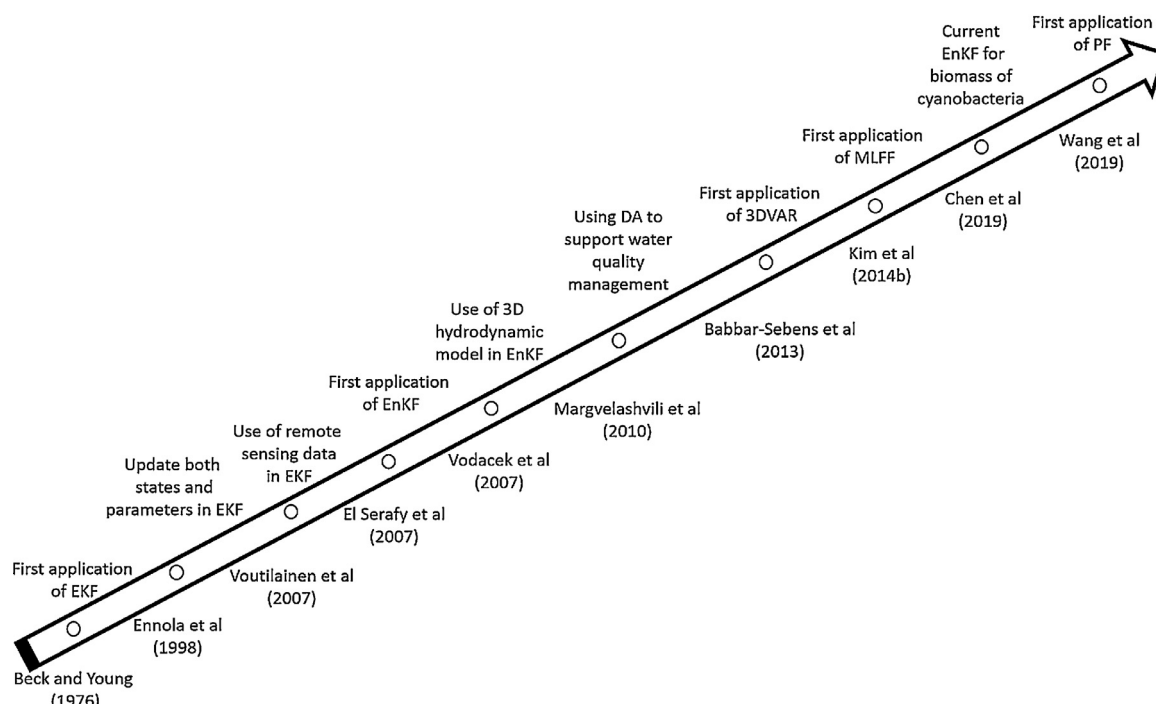 First application
of EKF
Beck and Young
(1976)
Update both
states and
parameters in EKF
Ennola et al
(1998)
Use of remote
sensing data
in EKF
Voutilainen et al
(2007)
First application
of EnKF
El Serafy et al
(2007)
Use of 3D
hydrodynamic
model in EnKF
Vodacek et al
(2007)
Using DA to
support water
quality
management
Margvelashvili et al
(2010)
First application
of 3DVAR
Babbar-Sebens et al
(2013)
First application
of MLFF
Kim et al
(2014b)
Current
EnKF for
biomass of
cyanobacteria
Chen et al
(2019)
First application
of PF
Wang et al
(2019)